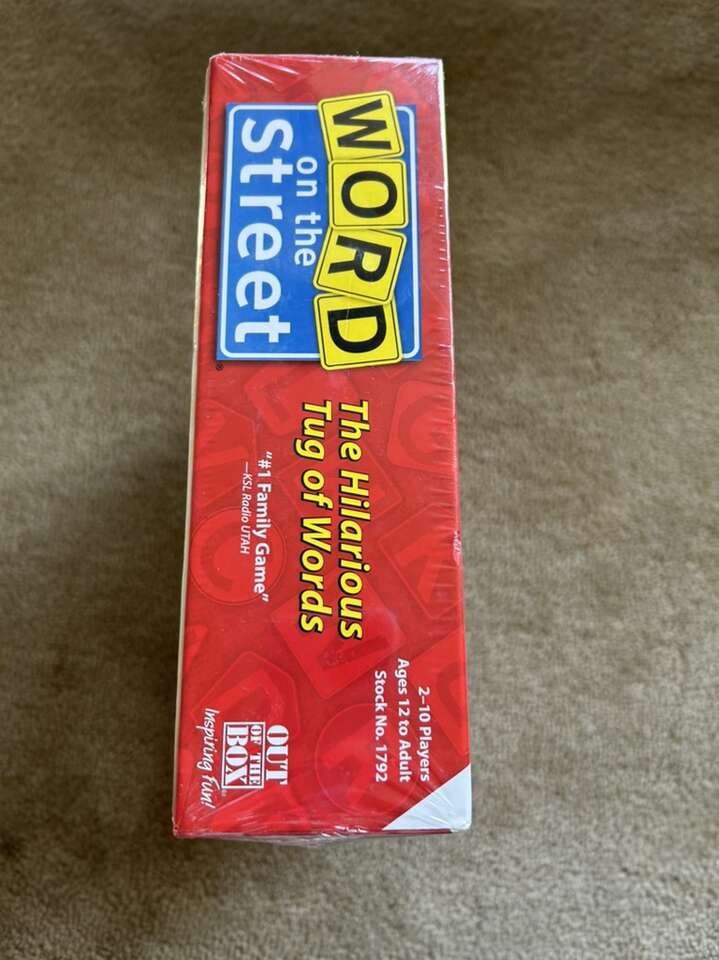 WORD
on the
Street
®
The Hilarious
Tug of Words
"#1 Family Game"
—KSL Radio UTAH
2–10 Players
Ages 12 to Adult
Stock No. 1792
OUT
OF THE
BOX
Inspiring fun!